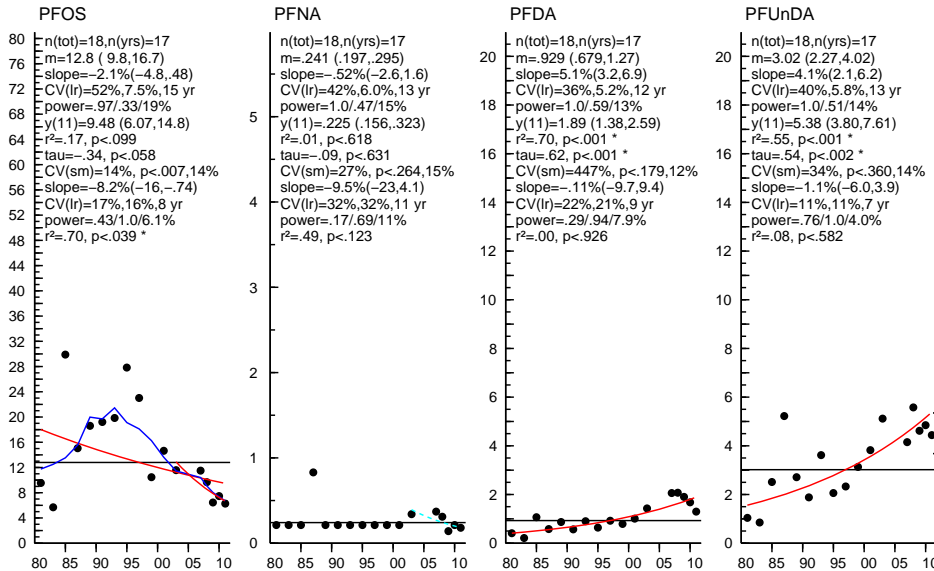 PFOS
n(tot)=18,n(yrs)=17
m=12.8 ( 9.8,16.7)
slope=−2.1%(−4.8,.48)
CV(lr)=52%,7.5%,15 yr
power=.97/.33/19%
y(11)=9.48 (6.07,14.8)
r²=.17, p<.099
tau=−.34, p<.058
CV(sm)=14%, p<.007,14%
slope=−8.2%(−16,−.74)
CV(lr)=17%,16%,8 yr
power=.43/1.0/6.1%
r²=.70, p<.039 *
80
76
71
66
61
56
52
48
44
40
36
32
28
24
20
16
12
8
4
0
80 85 90 95 00 05 10
PFNA
n(tot)=18,n(yrs)=17
m=.241 (.197,.295)
slope=−.52%(−2.6,1.6)
CV(lr)=42%,6.0%,13 yr
power=1.0/.47/15%
y(11)=.225 (.156,.323)
r²=.01, p<.618
tau=−.09, p<.631
CV(sm)=27%, p<.264,15%
slope=−9.5%(−23,4.1)
CV(lr)=32%,32%,11 yr
power=.17/.69/11%
r²=.49, p<.123
5
4
3
2
1
0
80 85 90 95 00 05 10
PFDA
n(tot)=18,n(yrs)=17
m=.929 (.679,1.27)
slope=5.1%(3.2,6.9)
CV(lr)=36%,5.2%,12 yr
power=1.0/.59/13%
y(11)=1.89 (1.38,2.59)
r²=.70, p<.001 *
tau=.62, p<.001 *
CV(sm)=447%, p<.179,12%
slope=−.11%(−9.7,9.4)
CV(lr)=22%,21%,9 yr
power=.29/.94/7.9%
r²=.00, p<.926
20
18
16
14
12
10
8
6
4
2
0
80 85 90 95 00 05 10
PFUnDA
n(tot)=18,n(yrs)=17
m=3.02 (2.27,4.02)
slope=4.1%(2.1,6.2)
CV(lr)=40%,5.8%,13 yr
power=1.0/.51/14%
y(11)=5.38 (3.80,7.61)
r²=.55, p<.001 *
tau=.54, p<.002 *
CV(sm)=34%, p<.360,14%
slope=−1.1%(−6.0,3.9)
CV(lr)=11%,11%,7 yr
power=.76/1.0/4.0%
r²=.08, p<.582
20
18
16
14
12
10
8
6
4
2
0
80 85 90 95 00 05 10